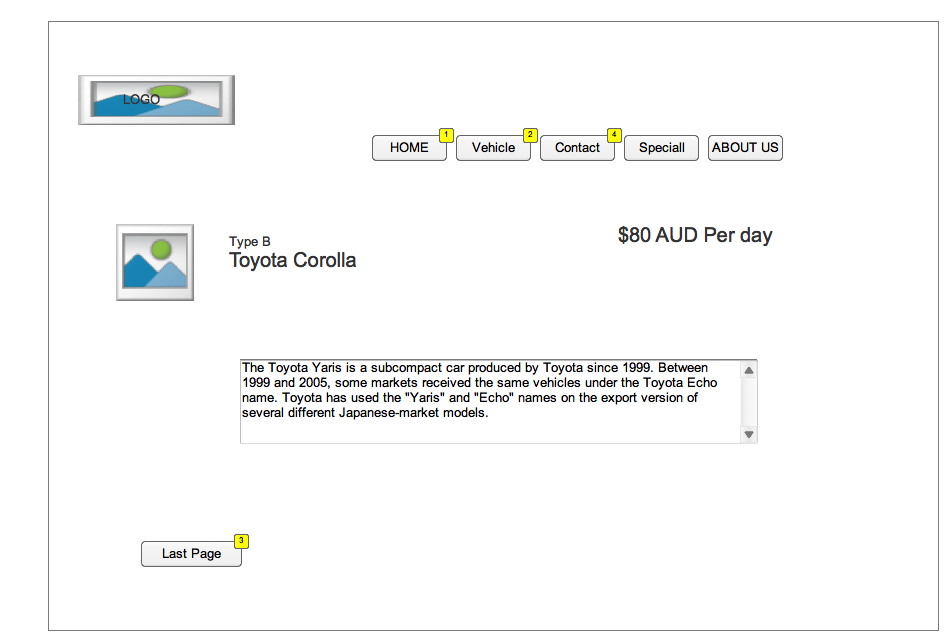 LOGO
1 2 4
HOME Vehicle Contact Speciall ABOUT US
$80 AUD Per day
Type B
Toyota Corolla
The Toyota Yaris is a subcompact car produced by Toyota since 1999. Between
1999 and 2005, some markets received the same vehicles under the Toyota Echo
name. Toyota has used the "Yaris" and "Echo" names on the export version of
several different Japanese-market models.
3
Last Page